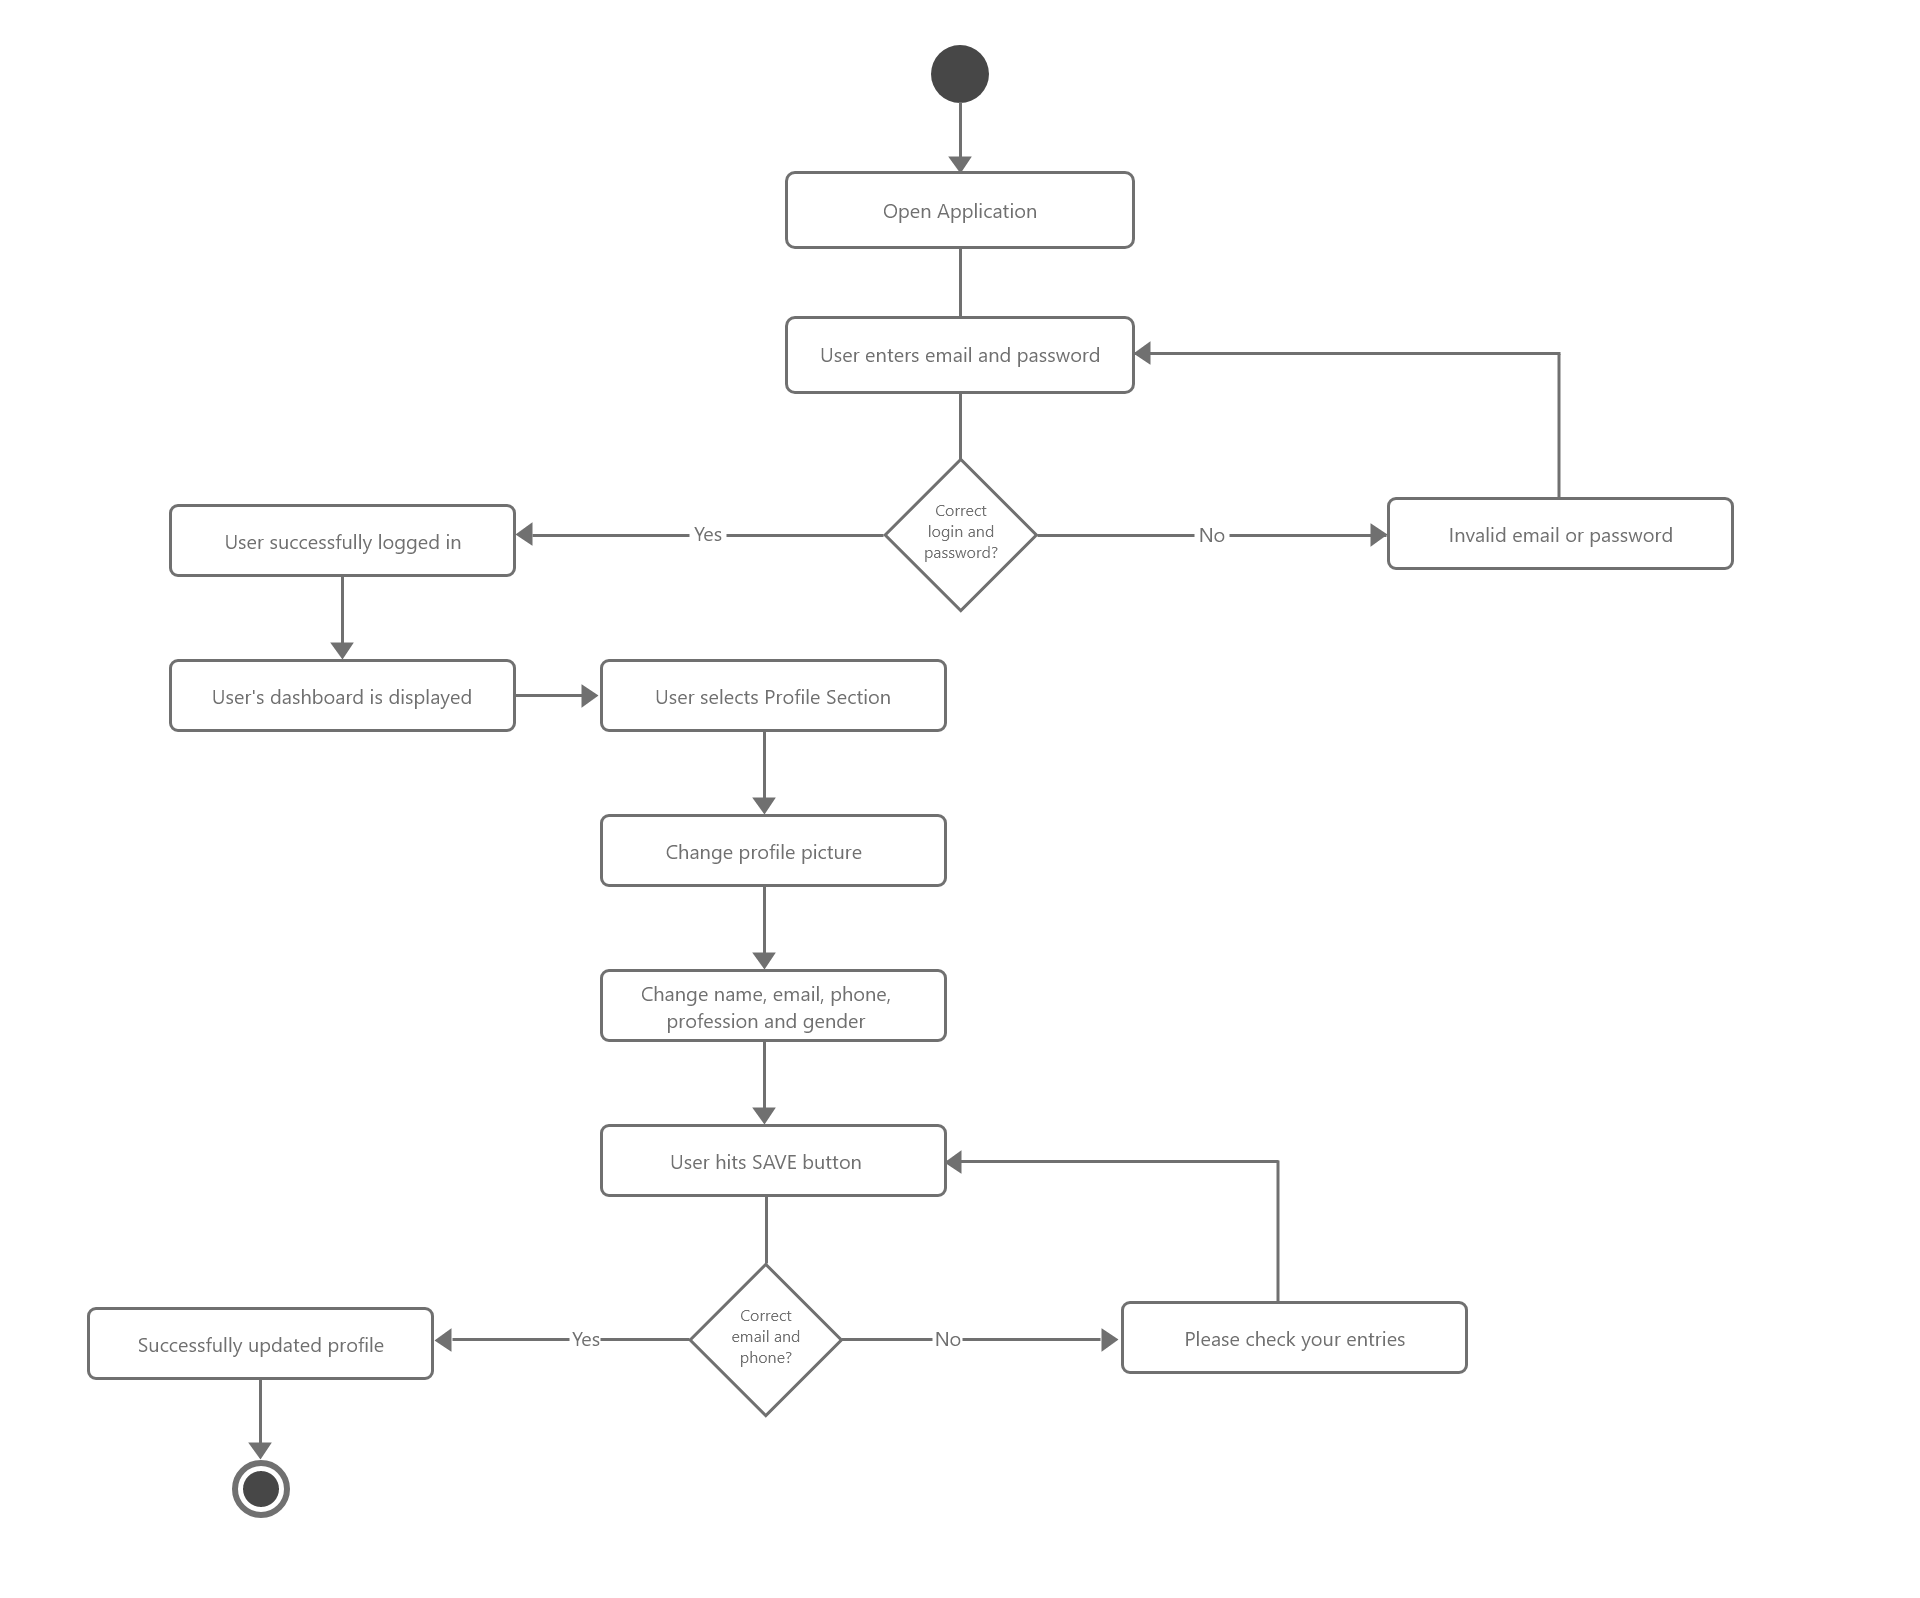 Open Application
User enters email and password
Correct
login and
password?
Yes
No
User successfully logged in
Invalid email or password
User's dashboard is displayed
User selects Profile Section
Change profile picture
Change name, email, phone,
profession and gender
User hits SAVE button
Correct
email and
phone?
Yes
No
Successfully updated profile
Please check your entries